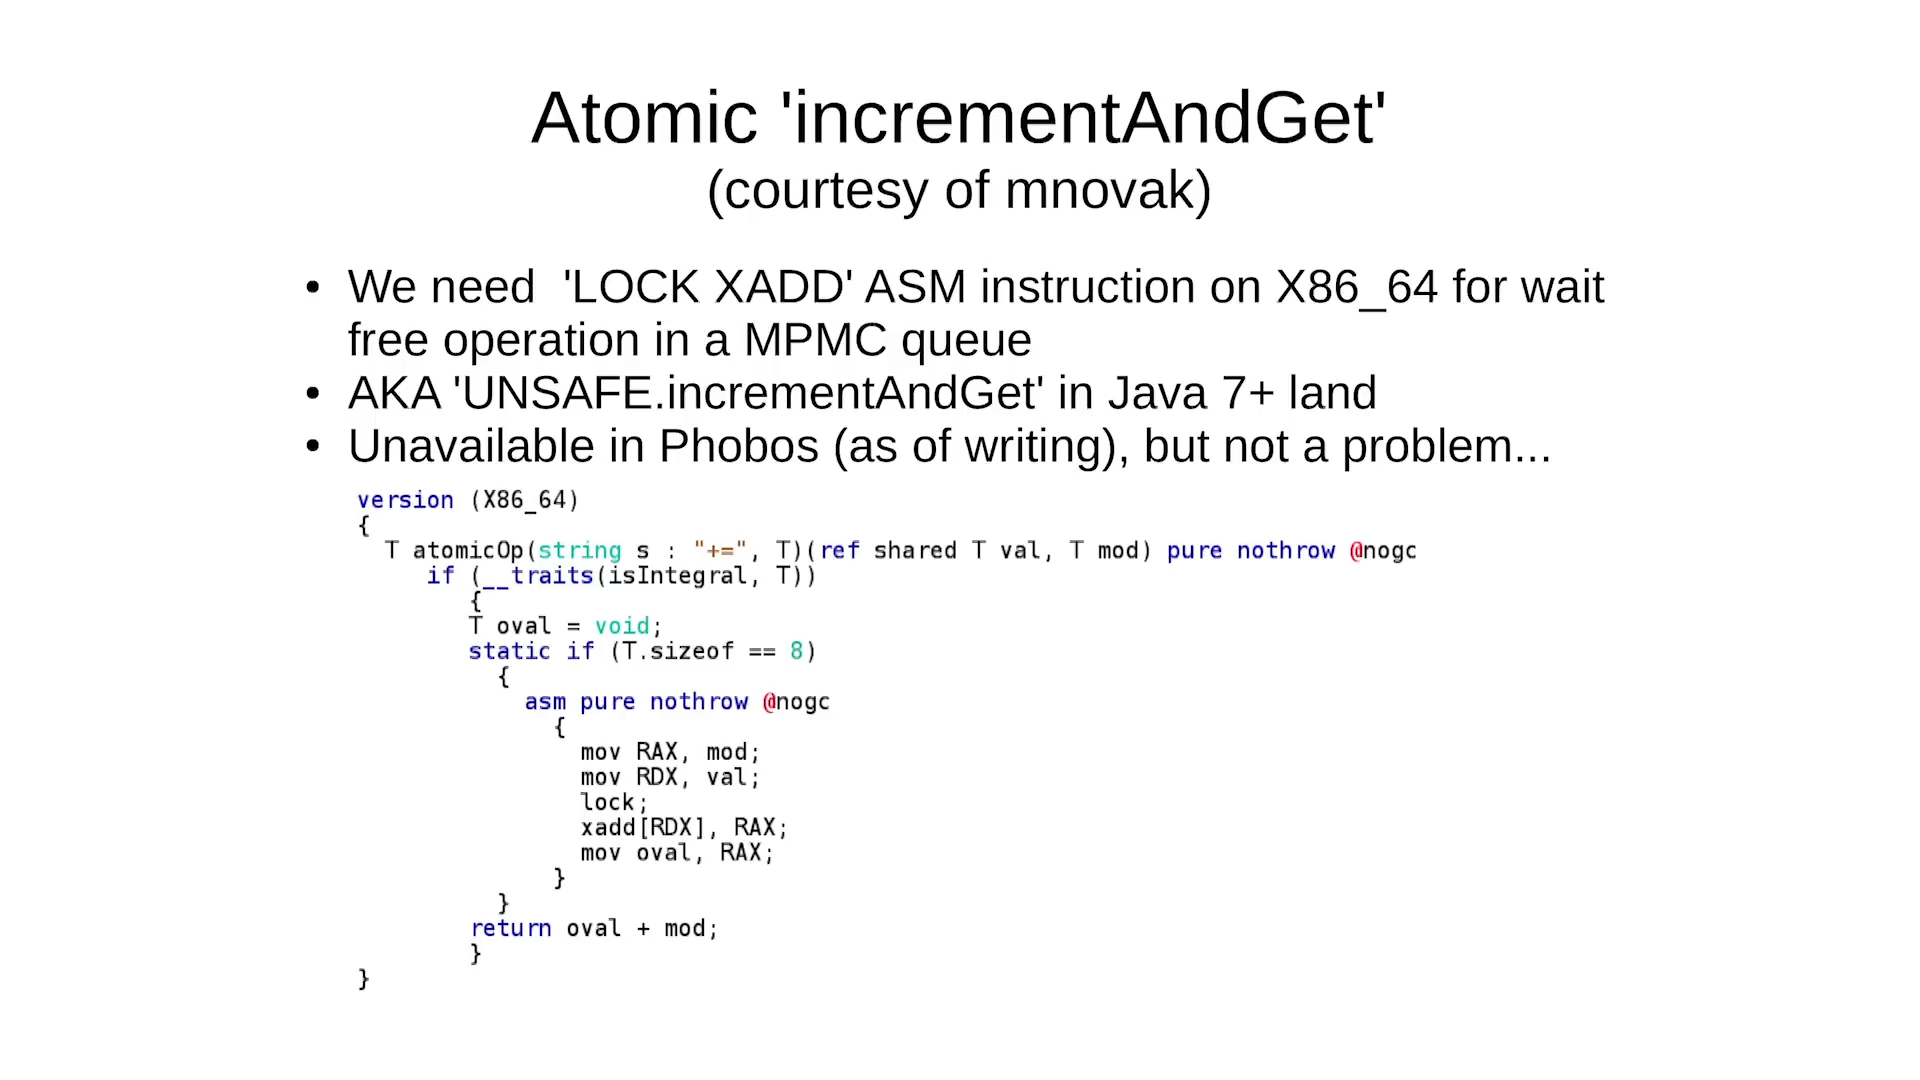 Atomic 'incrementAndGet'
(courtesy of mnovak)
• We need  'LOCK XADD' ASM instruction on X86_64 for wait
free operation in a MPMC queue
• AKA 'UNSAFE.incrementAndGet' in Java 7+ land
• Unavailable in Phobos (as of writing), but not a problem...
version (X86_64)
{
  T atomicOp(string s : "+=", T)(ref shared T val, T mod) pure nothrow @nogc
     if (__traits(isIntegral, T))
        {
        T oval = void;
        static if (T.sizeof == 8)
          {
            asm pure nothrow @nogc
              {
                mov RAX, mod;
                mov RDX, val;
                lock;
                xadd[RDX], RAX;
                mov oval, RAX;
              }
          }
        return oval + mod;
        }
}